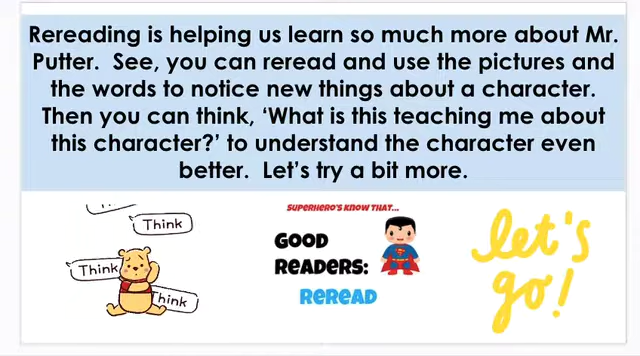 Rereading is helping us learn so much more about Mr.
Putter.  See, you can reread and use the pictures and
the words to notice new things about a character.
Then you can think, ‘What is this teaching me about
this character?’ to understand the character even
better.  Let’s try a bit more.
Think
Think
Think
SUPERHERO'S KNOW THAT...
GOOD
READERS:
REREAD
let's
go!